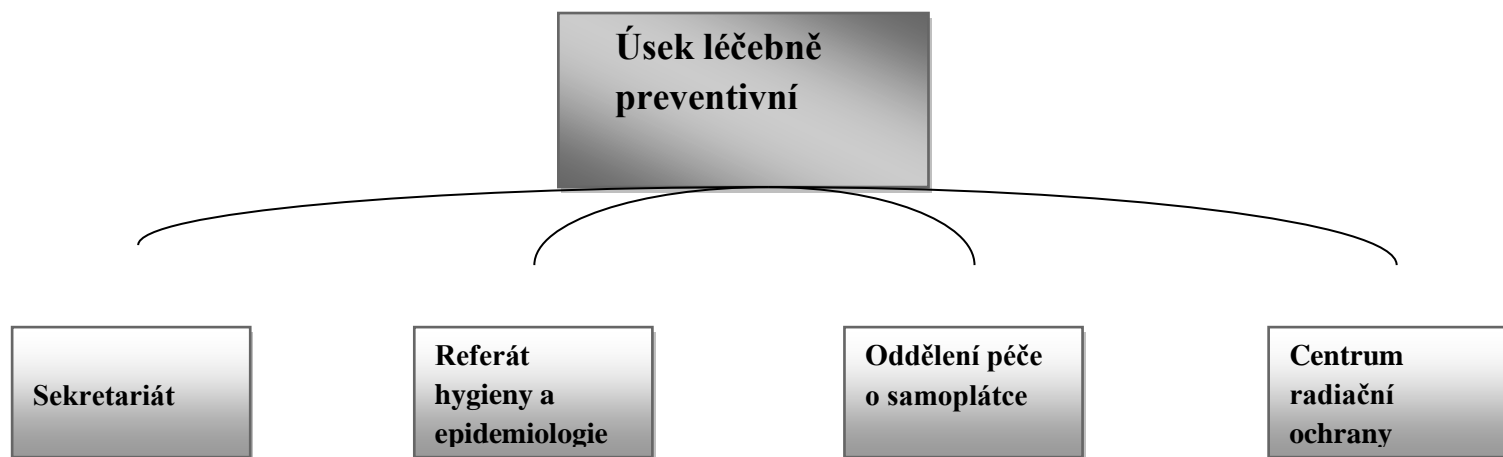 Úsek léčebně
preventivní
Sekretariát
Referát
hygieny a
epidemiologie
Oddělení péče
o samoplátce
Centrum
radiační
ochrany